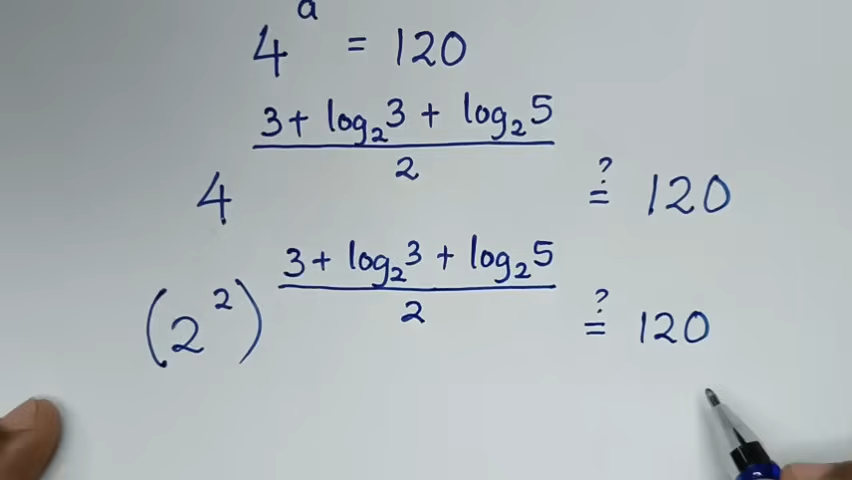 4^a = 120
4^((3 + log₂3 + log₂5)/2) ≟ 120
(2²)^((3 + log₂3 + log₂5)/2) ≟ 120